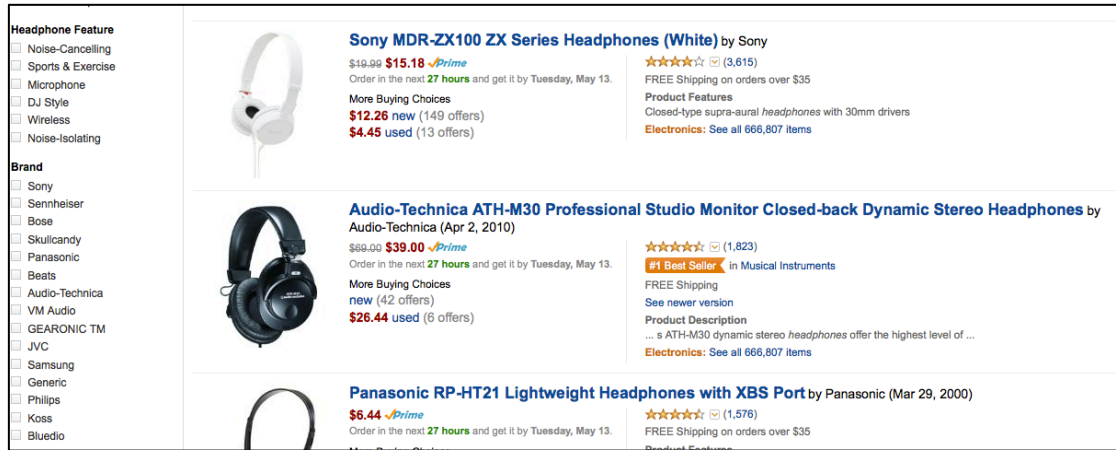 Headphone Feature
Noise-Cancelling
Sports & Exercise
Microphone
DJ Style
Wireless
Noise-Isolating
Brand
Sony
Sennheiser
Bose
Skullcandy
Panasonic
Beats
Audio-Technica
VM Audio
GEARONIC TM
JVC
Samsung
Generic
Philips
Koss
Bluedio
Sony MDR-ZX100 ZX Series Headphones (White) by Sony
$19.99 $15.18 Prime
Order in the next 27 hours and get it by Tuesday, May 13.
More Buying Choices
$12.26 new (149 offers)
$4.45 used (13 offers)
(3,615)
FREE Shipping on orders over $35
Product Features
Closed-type supra-aural headphones with 30mm drivers
Electronics: See all 666,807 items
Audio-Technica ATH-M30 Professional Studio Monitor Closed-back Dynamic Stereo Headphones by
Audio-Technica (Apr 2, 2010)
$69.00 $39.00 Prime
Order in the next 27 hours and get it by Tuesday, May 13.
More Buying Choices
new (42 offers)
$26.44 used (6 offers)
(1,823)
#1 Best Seller in Musical Instruments
FREE Shipping
See newer version
Product Description
... s ATH-M30 dynamic stereo headphones offer the highest level of ...
Electronics: See all 666,807 items
Panasonic RP-HT21 Lightweight Headphones with XBS Port by Panasonic (Mar 29, 2000)
$6.44 Prime
Order in the next 27 hours and get it by Tuesday, May 13.
More Buying Choices
(1,576)
FREE Shipping on orders over $35
Product Features